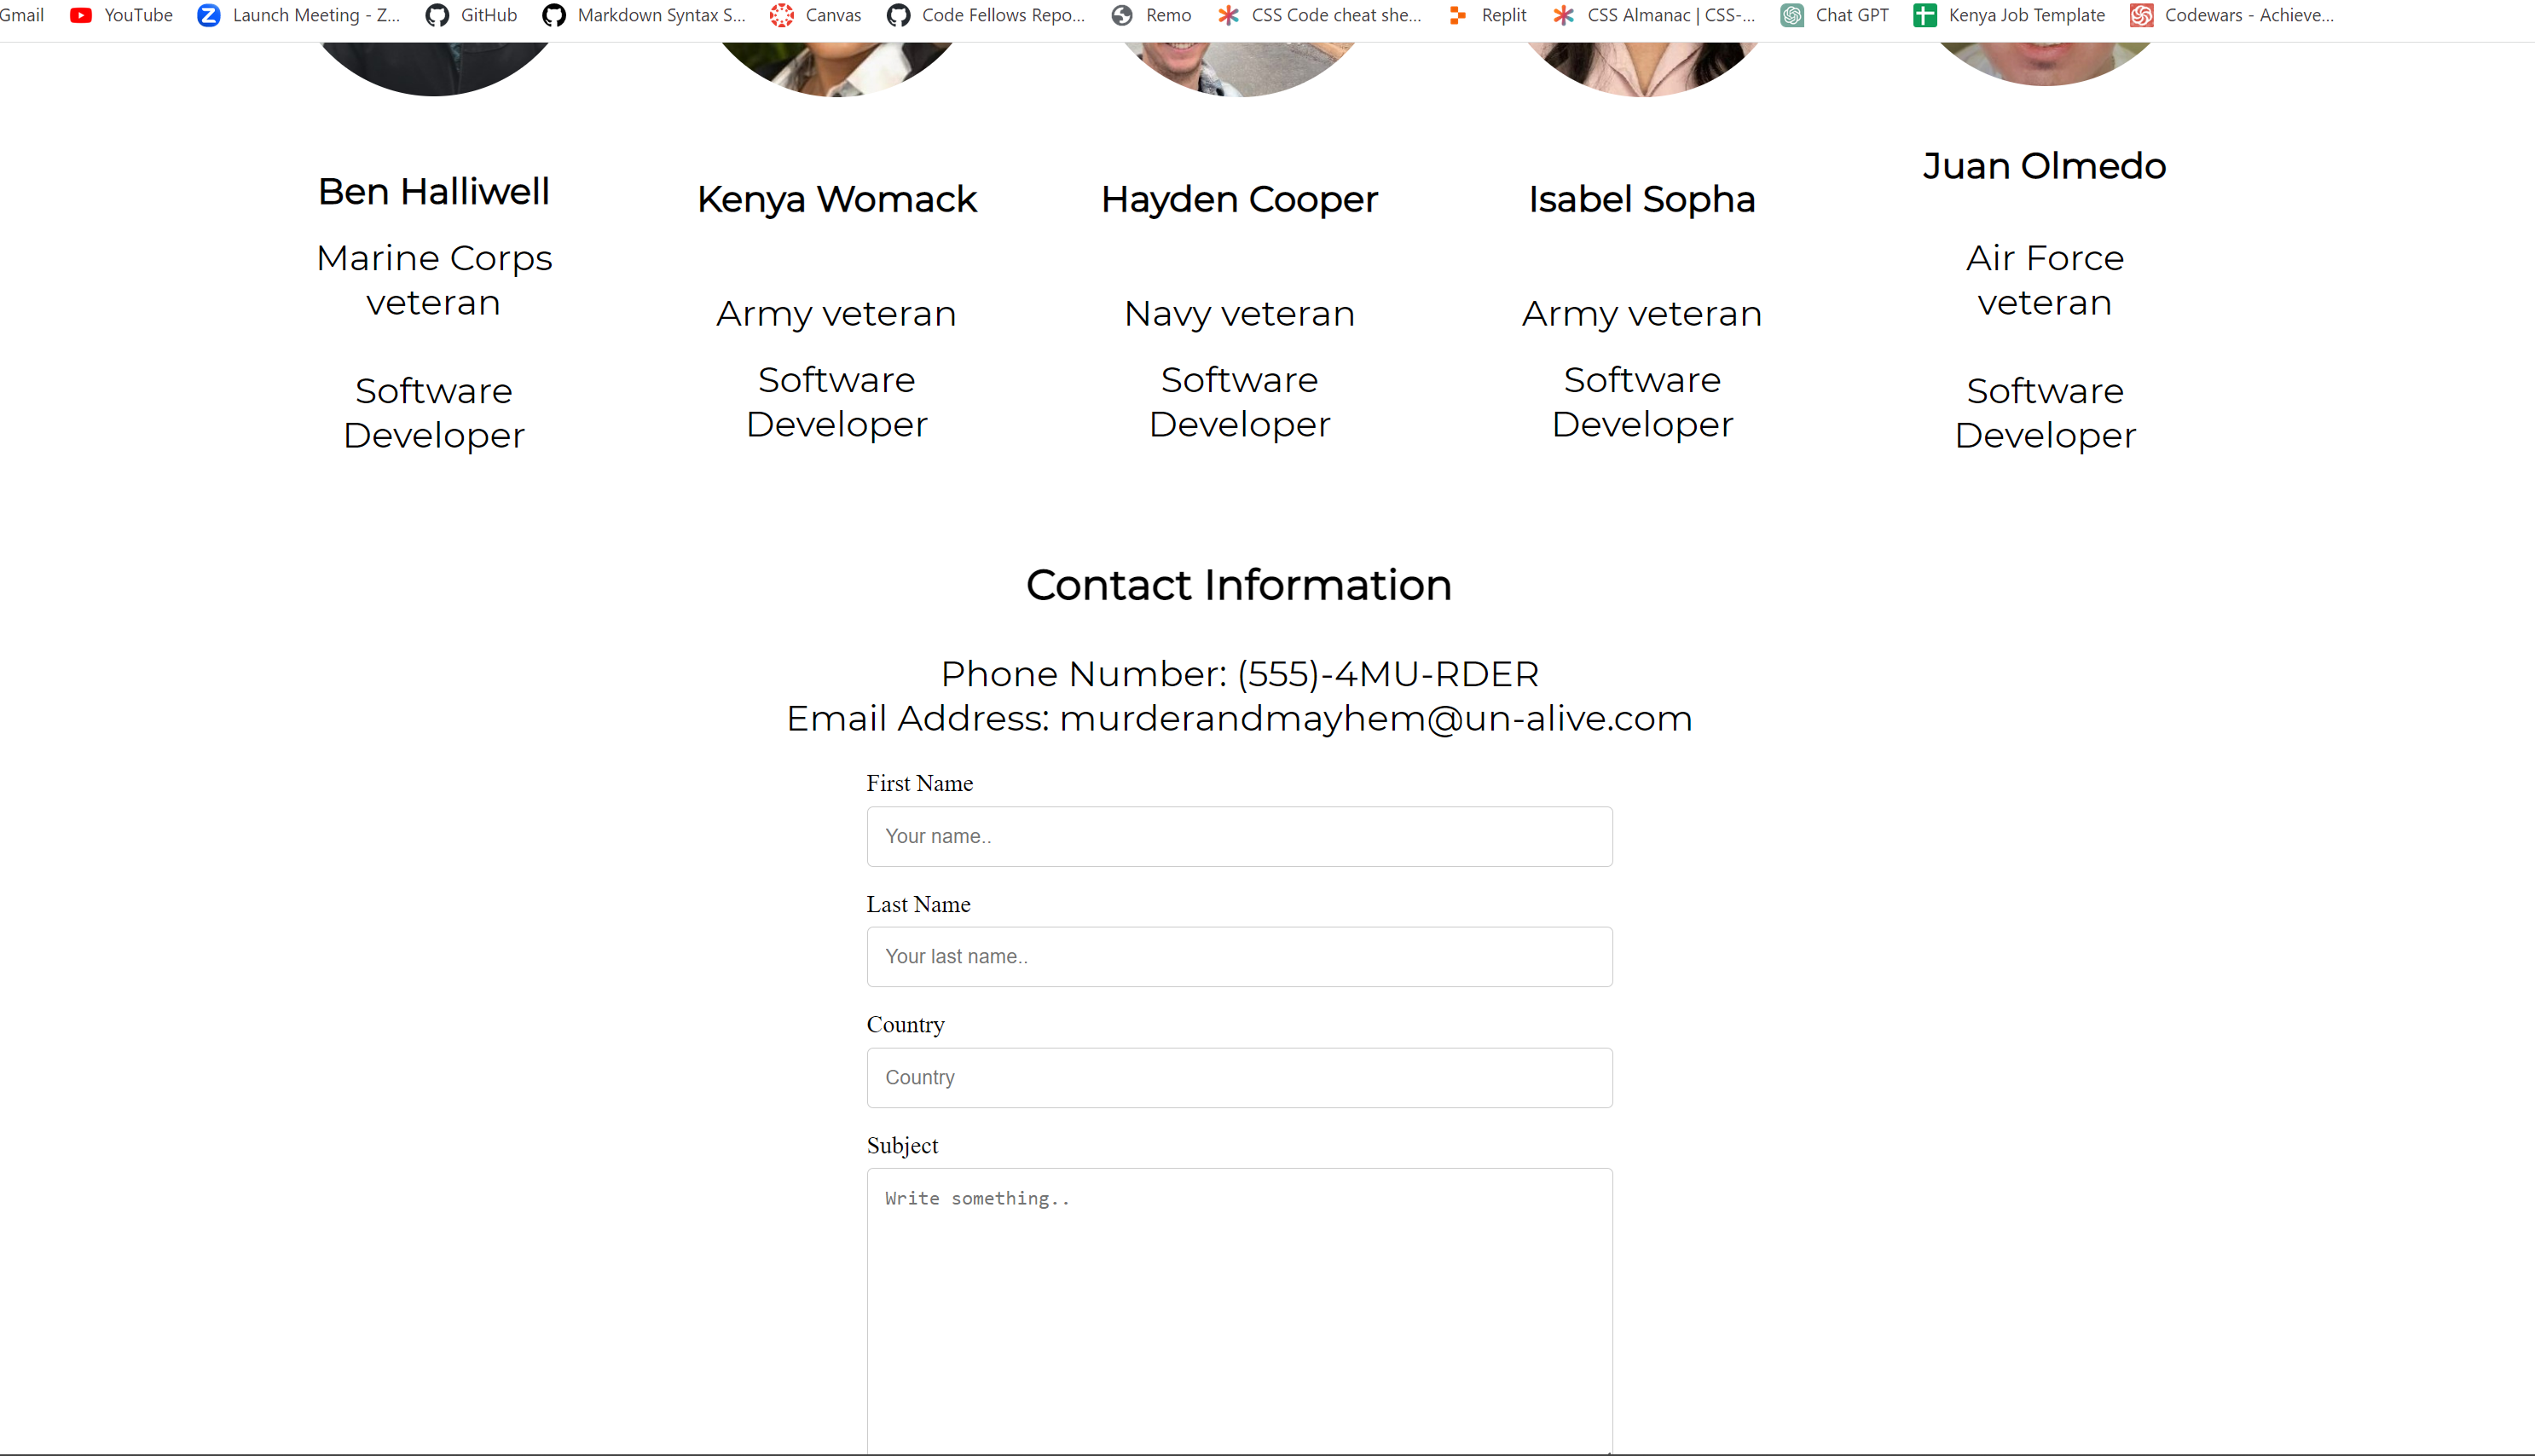 Gmail YouTube Launch Meeting - Z... GitHub Markdown Syntax S... Canvas Code Fellows Repo... Remo CSS Code cheat she... Replit CSS Almanac | CSS-... Chat GPT Kenya Job Template Codewars - Achieve...
Ben Halliwell
Marine Corps
veteran
Software
Developer
Kenya Womack
Army veteran
Software
Developer
Hayden Cooper
Navy veteran
Software
Developer
Isabel Sopha
Army veteran
Software
Developer
Juan Olmedo
Air Force
veteran
Software
Developer
Contact Information
Phone Number: (555)-4MU-RDER
Email Address: murderandmayhem@un-alive.com
First Name
Your name..
Last Name
Your last name..
Country
Country
Subject
Write something..